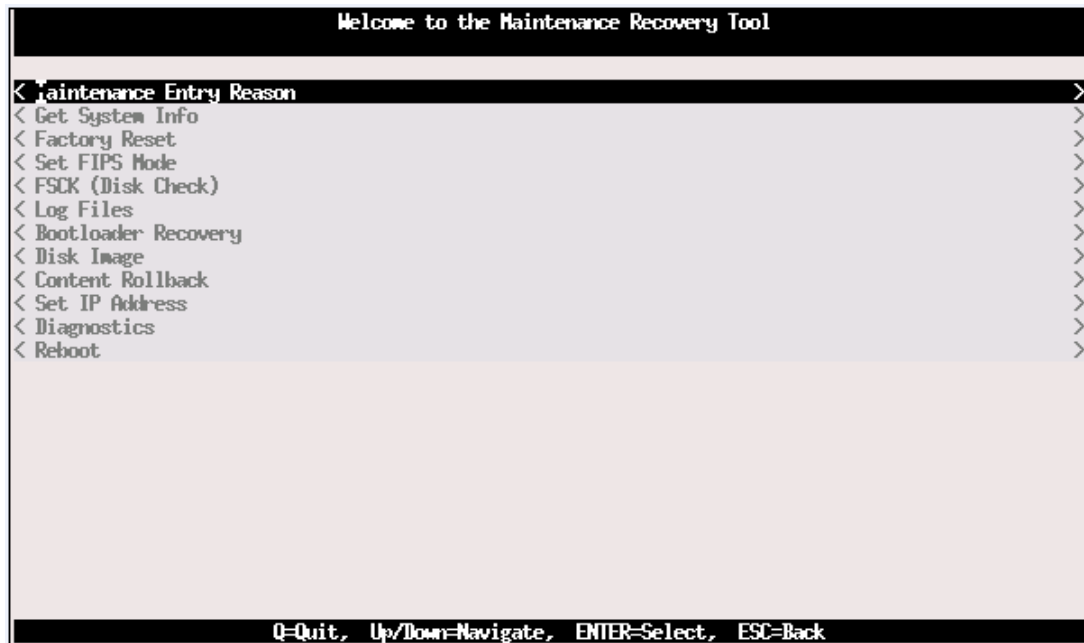 Welcome to the Maintenance Recovery Tool
< Maintenance Entry Reason >
< Get System Info >
< Factory Reset >
< Set FIPS Mode >
< FSCK (Disk Check) >
< Log Files >
< Bootloader Recovery >
< Disk Image >
< Content Rollback >
< Set IP Address >
< Diagnostics >
< Reboot >
Q=Quit, Up/Down=Navigate, ENTER=Select, ESC=Back